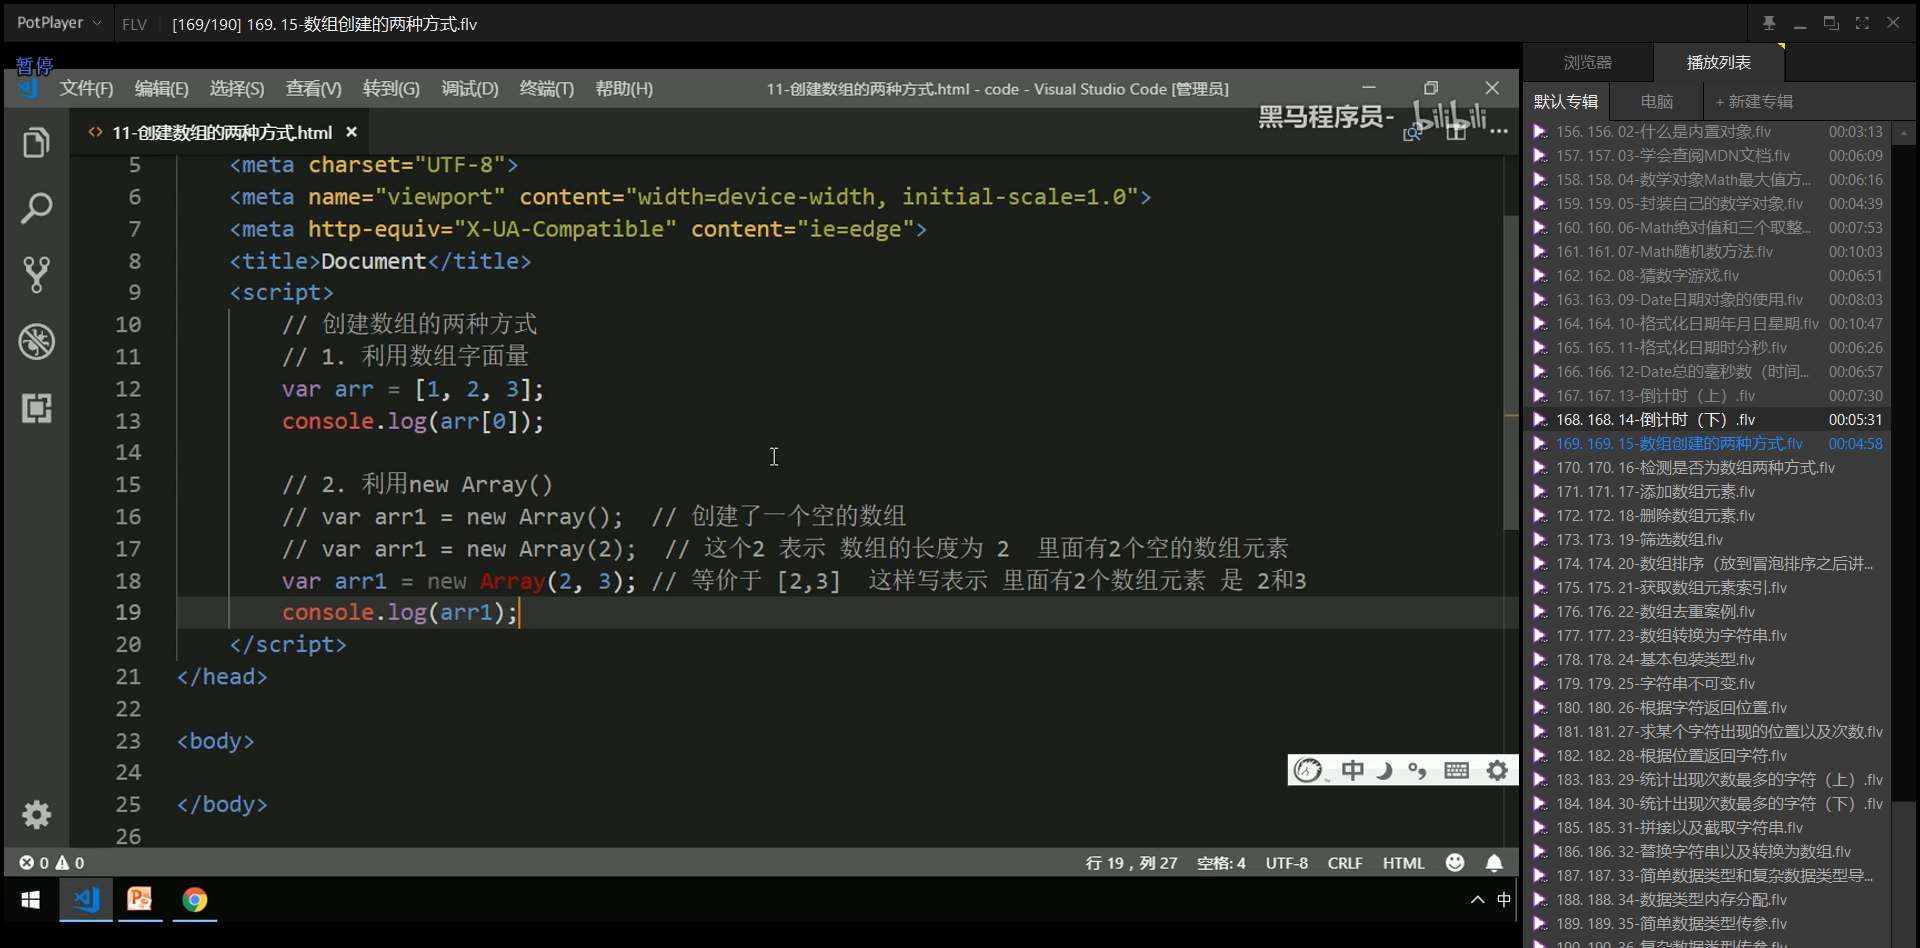 PotPlayer
FLV
[169/190] 169. 15-数组创建的两种方式.flv
暂停
文件(F) 编辑(E) 选择(S) 查看(V) 转到(G) 调试(D) 终端(T) 帮助(H)
11-创建数组的两种方式.html - code - Visual Studio Code [管理员]
黑马程序员- bilibili
11-创建数组的两种方式.html
5 <meta charset="UTF-8">
6 <meta name="viewport" content="width=device-width, initial-scale=1.0">
7 <meta http-equiv="X-UA-Compatible" content="ie=edge">
8 <title>Document</title>
9 <script>
10 // 创建数组的两种方式
11 // 1. 利用数组字面量
12 var arr = [1, 2, 3];
13 console.log(arr[0]);
14
15 // 2. 利用new Array()
16 // var arr1 = new Array(); // 创建了一个空的数组
17 // var arr1 = new Array(2); // 这个2 表示 数组的长度为 2 里面有2个空的数组元素
18 var arr1 = new Array(2, 3); // 等价于 [2,3] 这样写表示 里面有2个数组元素 是 2和3
19 console.log(arr1);
20 </script>
21 </head>
22
23 <body>
24
25 </body>
26
中
0 0
行 19，列 27 空格: 4 UTF-8 CRLF HTML
中
浏览器 播放列表
默认专辑 电脑 + 新建专辑
156. 156. 02-什么是内置对象.flv 00:03:13
157. 157. 03-学会查阅MDN文档.flv 00:06:09
158. 158. 04-数学对象Math最大值方... 00:06:16
159. 159. 05-封装自己的数学对象.flv 00:04:39
160. 160. 06-Math绝对值和三个取整... 00:07:53
161. 161. 07-Math随机数方法.flv 00:10:03
162. 162. 08-猜数字游戏.flv 00:06:51
163. 163. 09-Date日期对象的使用.flv 00:08:03
164. 164. 10-格式化日期年月日星期.flv 00:10:47
165. 165. 11-格式化日期时分秒.flv 00:06:26
166. 166. 12-Date总的毫秒数（时间... 00:06:57
167. 167. 13-倒计时（上）.flv 00:07:30
168. 168. 14-倒计时（下）.flv 00:05:31
169. 169. 15-数组创建的两种方式.flv 00:04:58
170. 170. 16-检测是否为数组两种方式.flv
171. 171. 17-添加数组元素.flv
172. 172. 18-删除数组元素.flv
173. 173. 19-筛选数组.flv
174. 174. 20-数组排序（放到冒泡排序之后讲...
175. 175. 21-获取数组元素索引.flv
176. 176. 22-数组去重案例.flv
177. 177. 23-数组转换为字符串.flv
178. 178. 24-基本包装类型.flv
179. 179. 25-字符串不可变.flv
180. 180. 26-根据字符返回位置.flv
181. 181. 27-求某个字符出现的位置以及次数.flv
182. 182. 28-根据位置返回字符.flv
183. 183. 29-统计出现次数最多的字符（上）.flv
184. 184. 30-统计出现次数最多的字符（下）.flv
185. 185. 31-拼接以及截取字符串.flv
186. 186. 32-替换字符串以及转换为数组.flv
187. 187. 33-简单数据类型和复杂数据类型导...
188. 188. 34-数据类型内存分配.flv
189. 189. 35-简单数据类型传参.flv
190. 190. 36-复杂数据类型传参.flv